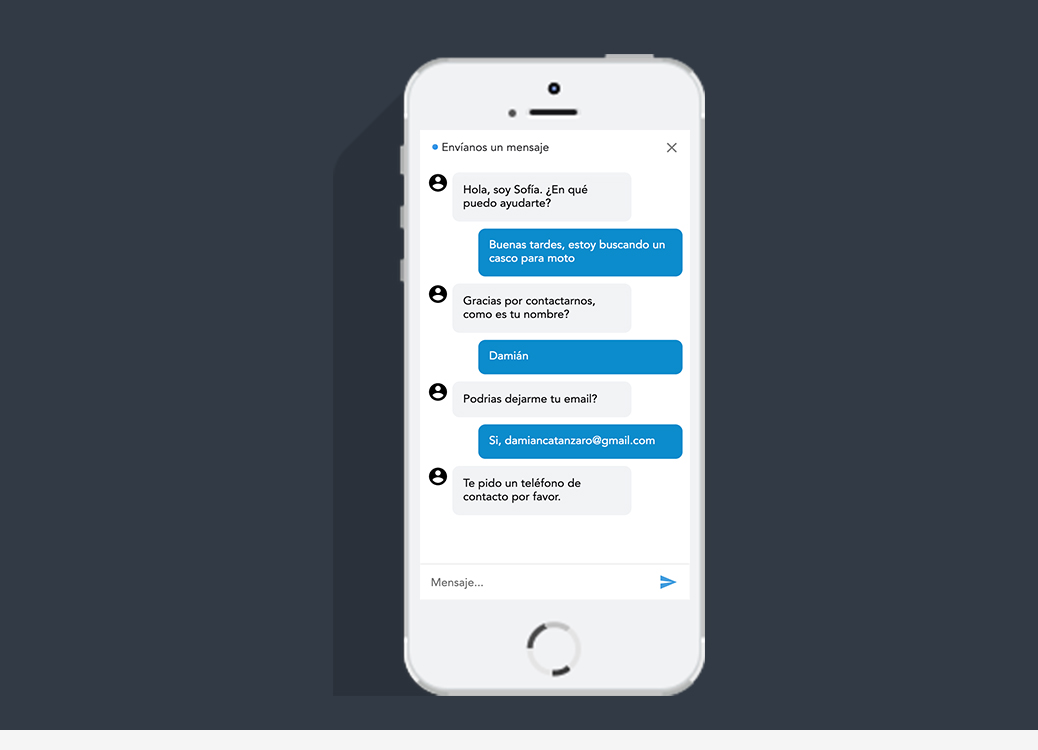 Envíanos un mensaje
Hola, soy Sofía. ¿En qué
puedo ayudarte?
Buenas tardes, estoy buscando un
casco para moto
Gracias por contactarnos,
como es tu nombre?
Damián
Podrias dejarme tu email?
Si, damiancatanzaro@gmail.com
Te pido un teléfono de
contacto por favor.
Mensaje...